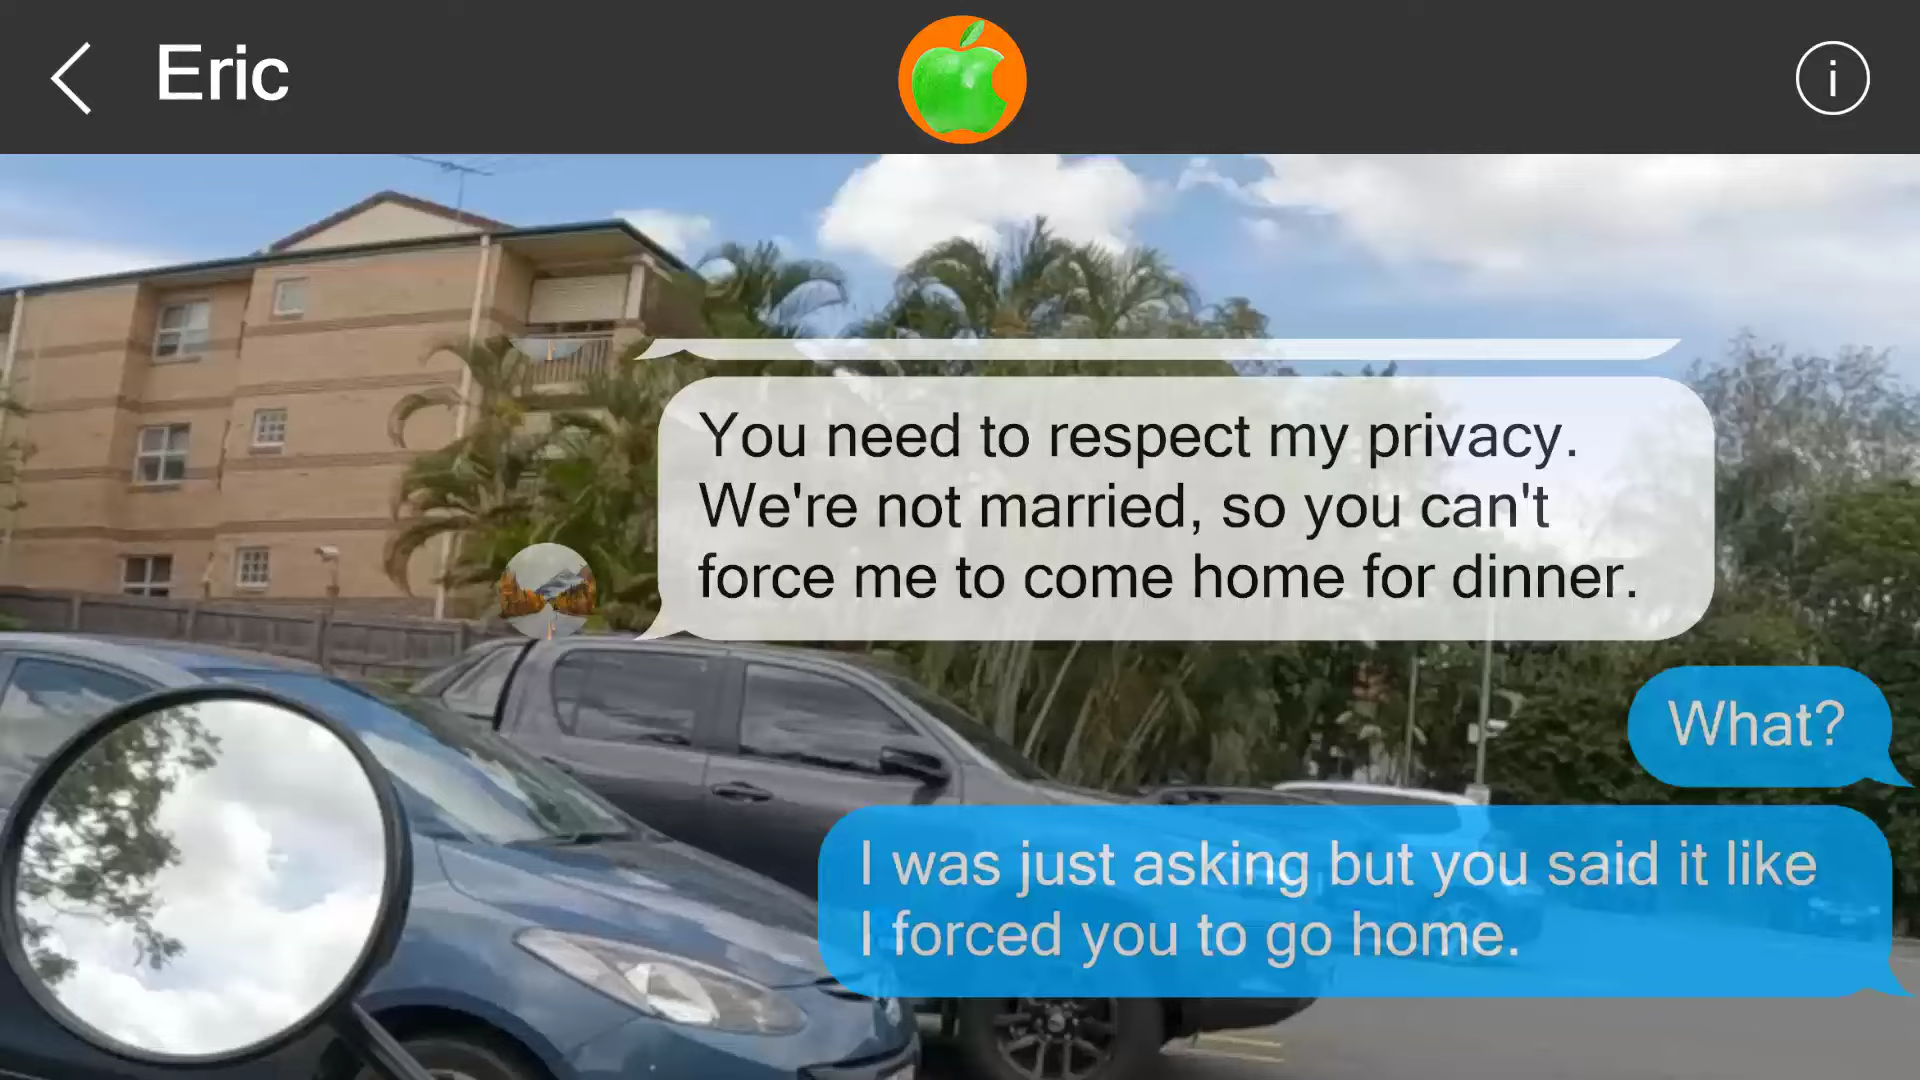 Eric
i
You need to respect my privacy.
We're not married, so you can't
force me to come home for dinner.
What?
I was just asking but you said it like
I forced you to go home.